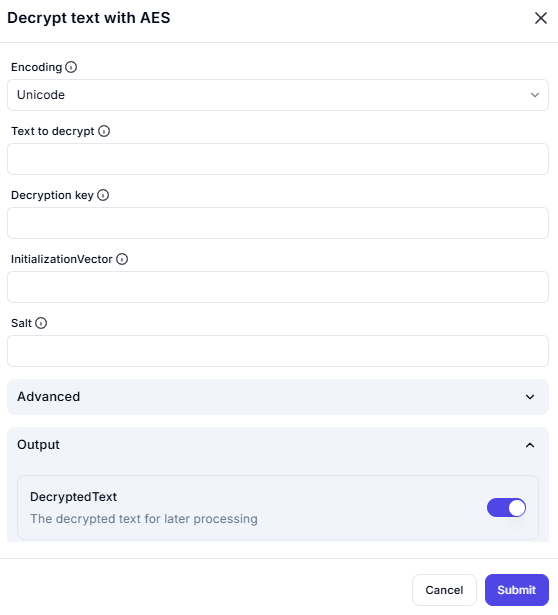 Decrypt text with AES
Encoding
Unicode
Text to decrypt
Decryption key
InitializationVector
Salt
Advanced
Output
DecryptedText
The decrypted text for later processing
Cancel Submit